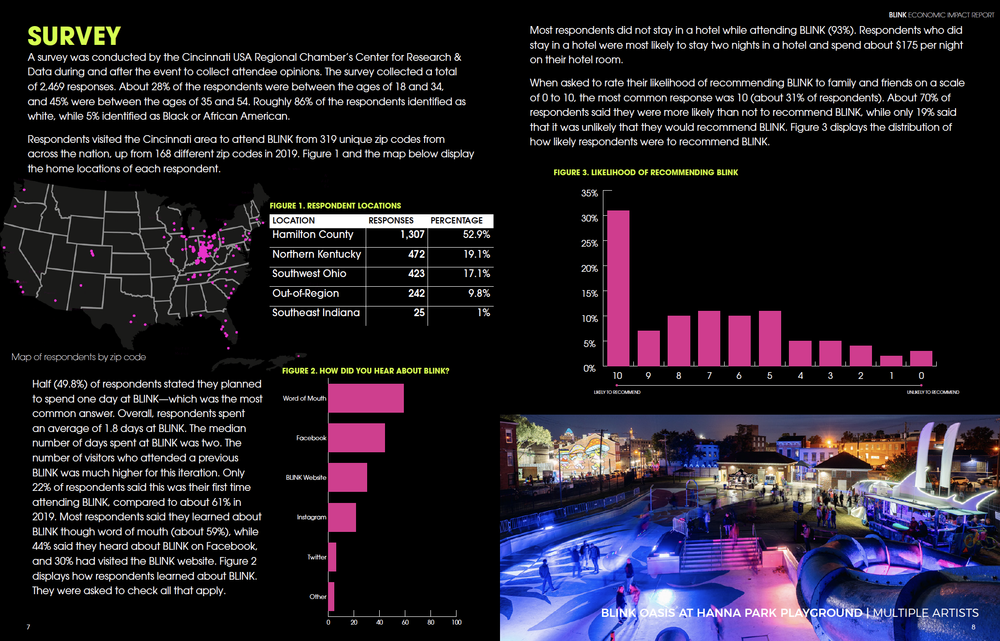 BLINK ECONOMIC IMPACT REPORT
SURVEY
A survey was conducted by the Cincinnati USA Regional Chamber's Center for Research &
Data during and after the event to collect attendee opinions. The survey collected a total
of 2,469 responses. About 28% of the respondents were between the ages of 18 and 34,
and 45% were between the ages of 35 and 54. Roughly 86% of the respondents identified as
white, while 5% identified as Black or African American.
Respondents visited the Cincinnati area to attend BLINK from 319 unique zip codes from
across the nation, up from 168 different zip codes in 2019. Figure 1 and the map below display
the home locations of each respondent.
FIGURE 1. RESPONDENT LOCATIONS
LOCATION RESPONSES PERCENTAGE
Hamilton County 1,307 52.9%
Northern Kentucky 472 19.1%
Southwest Ohio 423 17.1%
Out-of-Region 242 9.8%
Southeast Indiana 25 1%
Map of respondents by zip code
Half (49.8%) of respondents stated they planned
to spend one day at BLINK—which was the most
common answer. Overall, respondents spent
an average of 1.8 days at BLINK. The median
number of days spent at BLINK was two. The
number of visitors who attended a previous
BLINK was much higher for this iteration. Only
22% of respondents said this was their first time
attending BLINK, compared to about 61% in
2019. Most respondents said they learned about
BLINK though word of mouth (about 59%), while
44% said they heard about BLINK on Facebook,
and 30% had visited the BLINK website. Figure 2
displays how respondents learned about BLINK.
They were asked to check all that apply.
FIGURE 2. HOW DID YOU HEAR ABOUT BLINK?
Word of Mouth
Facebook
BLINK Website
Instagram
Twitter
Other
0 20 40 60 80 100
7
Most respondents did not stay in a hotel while attending BLINK (93%). Respondents who did
stay in a hotel were most likely to stay two nights in a hotel and spend about $175 per night
on their hotel room.
When asked to rate their likelihood of recommending BLINK to family and friends on a scale
of 0 to 10, the most common response was 10 (about 31% of respondents). About 70% of
respondents said they were more likely than not to recommend BLINK, while only 19% said
that it was unlikely that they would recommend BLINK. Figure 3 displays the distribution of
how likely respondents were to recommend BLINK.
FIGURE 3. LIKELIHOOD OF RECOMMENDING BLINK
35%
30%
25%
20%
15%
10%
5%
0%
10 9 8 7 6 5 4 3 2 1 0
LIKELY TO RECOMMEND UNLIKELY TO RECOMMEND
BLINK OASIS AT HANNA PARK PLAYGROUND | MULTIPLE ARTISTS
8